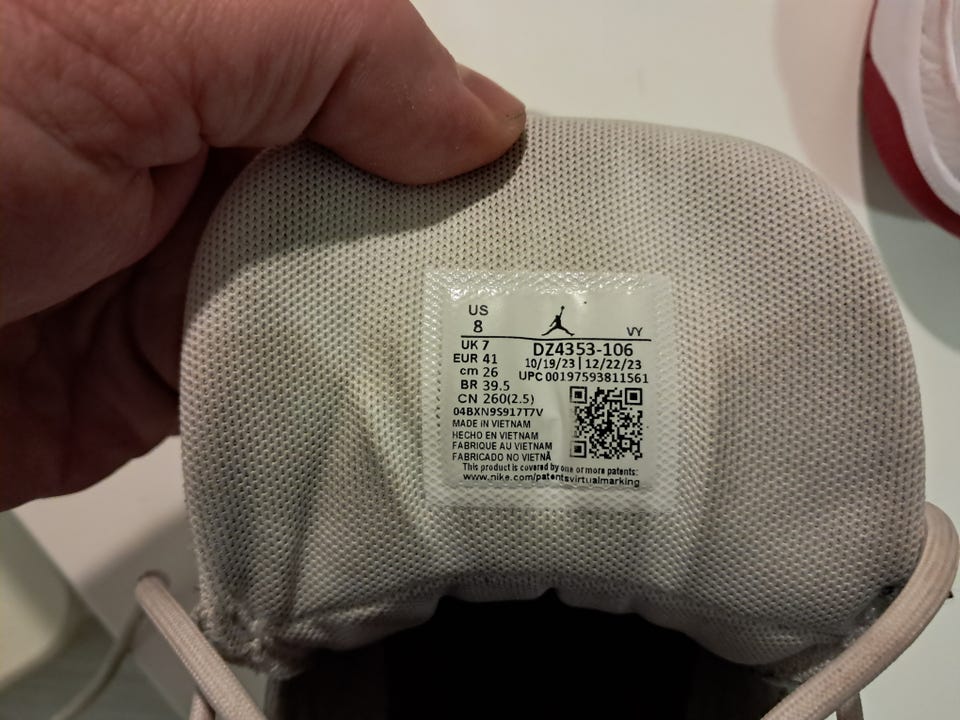 US
8
VY
UK 7
DZ4353-106
EUR 41
10/19/23 | 12/22/23
cm 26
UPC 00197593811561
BR 39.5
CN 260(2.5)
04BXN9S917T7V
MADE IN VIETNAM
HECHO EN VIETNAM
FABRIQUE AU VIETNAM
FABRICADO NO VIETNÃ
This product is covered by one or more patents:
www.nike.com/patentsvirtualmarking